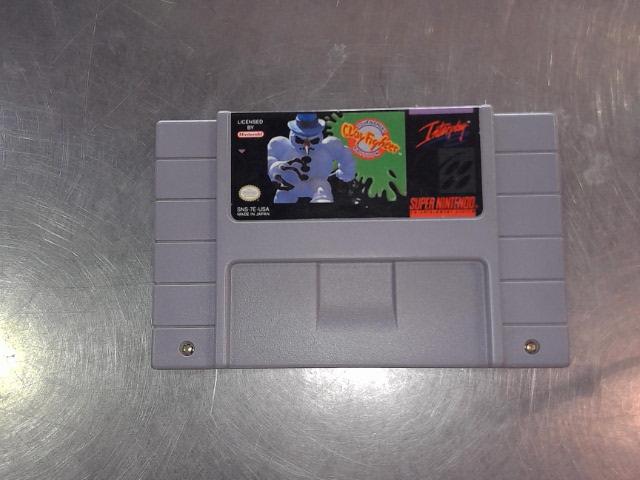 LICENSED
BY
Nintendo
ClayFighter
Interplay
SUPER NINTENDO
SNS-7E-USA
MADE IN JAPAN